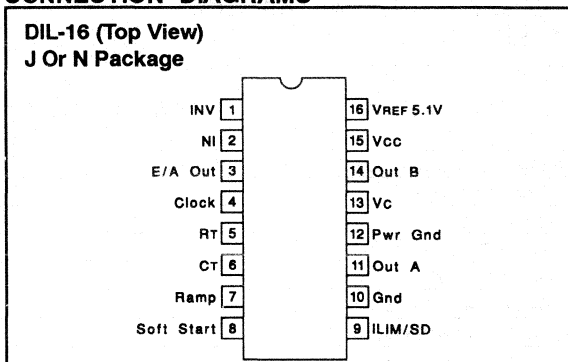 CONNECTION DIAGRAMS
DIL-16 (Top View)
J Or N Package
INV 1
NI 2
E/A Out 3
Clock 4
RT 5
CT 6
Ramp 7
Soft Start 8
16 VREF 5.1V
15 VCC
14 Out B
13 VC
12 Pwr Gnd
11 Out A
10 Gnd
9 ILIM/SD